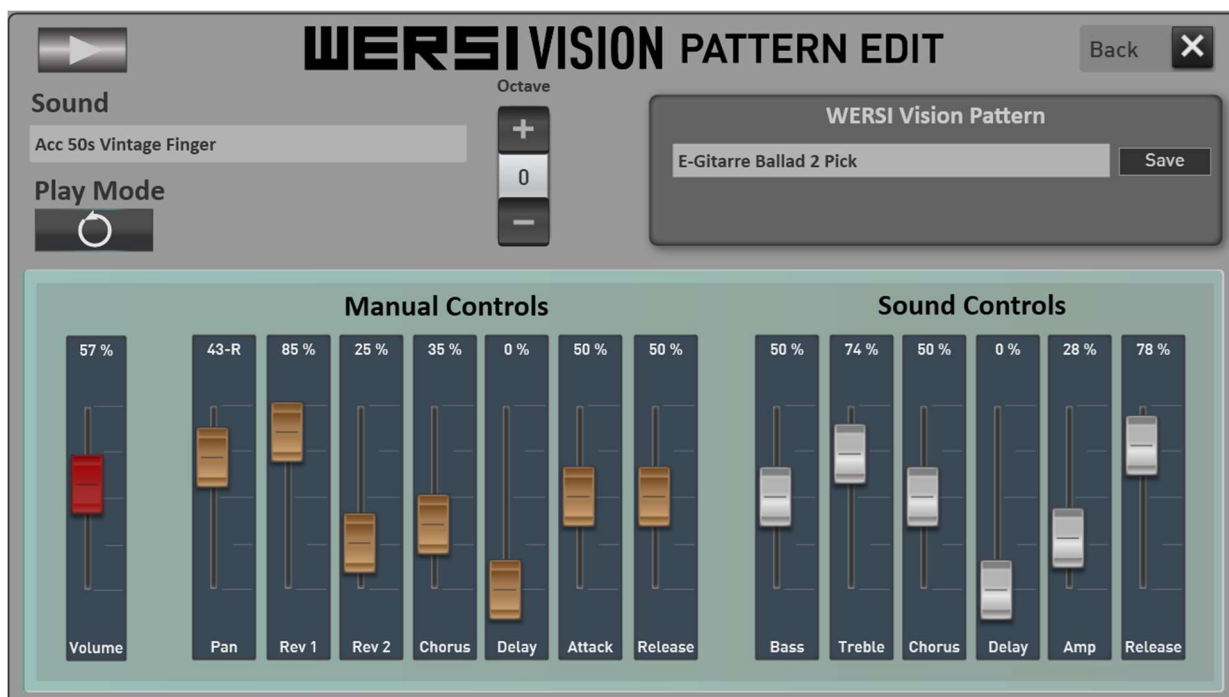 WERSI VISION PATTERN EDIT
Back
Sound
Octave
WERSI Vision Pattern
Acc 50s Vintage Finger
+
E-Gitarre Ballad 2 Pick
Save
0
Play Mode
−
Manual Controls
Sound Controls
57 %
43-R
85 %
25 %
35 %
0 %
50 %
50 %
50 %
74 %
50 %
0 %
28 %
78 %
Volume
Pan
Rev 1
Rev 2
Chorus
Delay
Attack
Release
Bass
Treble
Chorus
Delay
Amp
Release